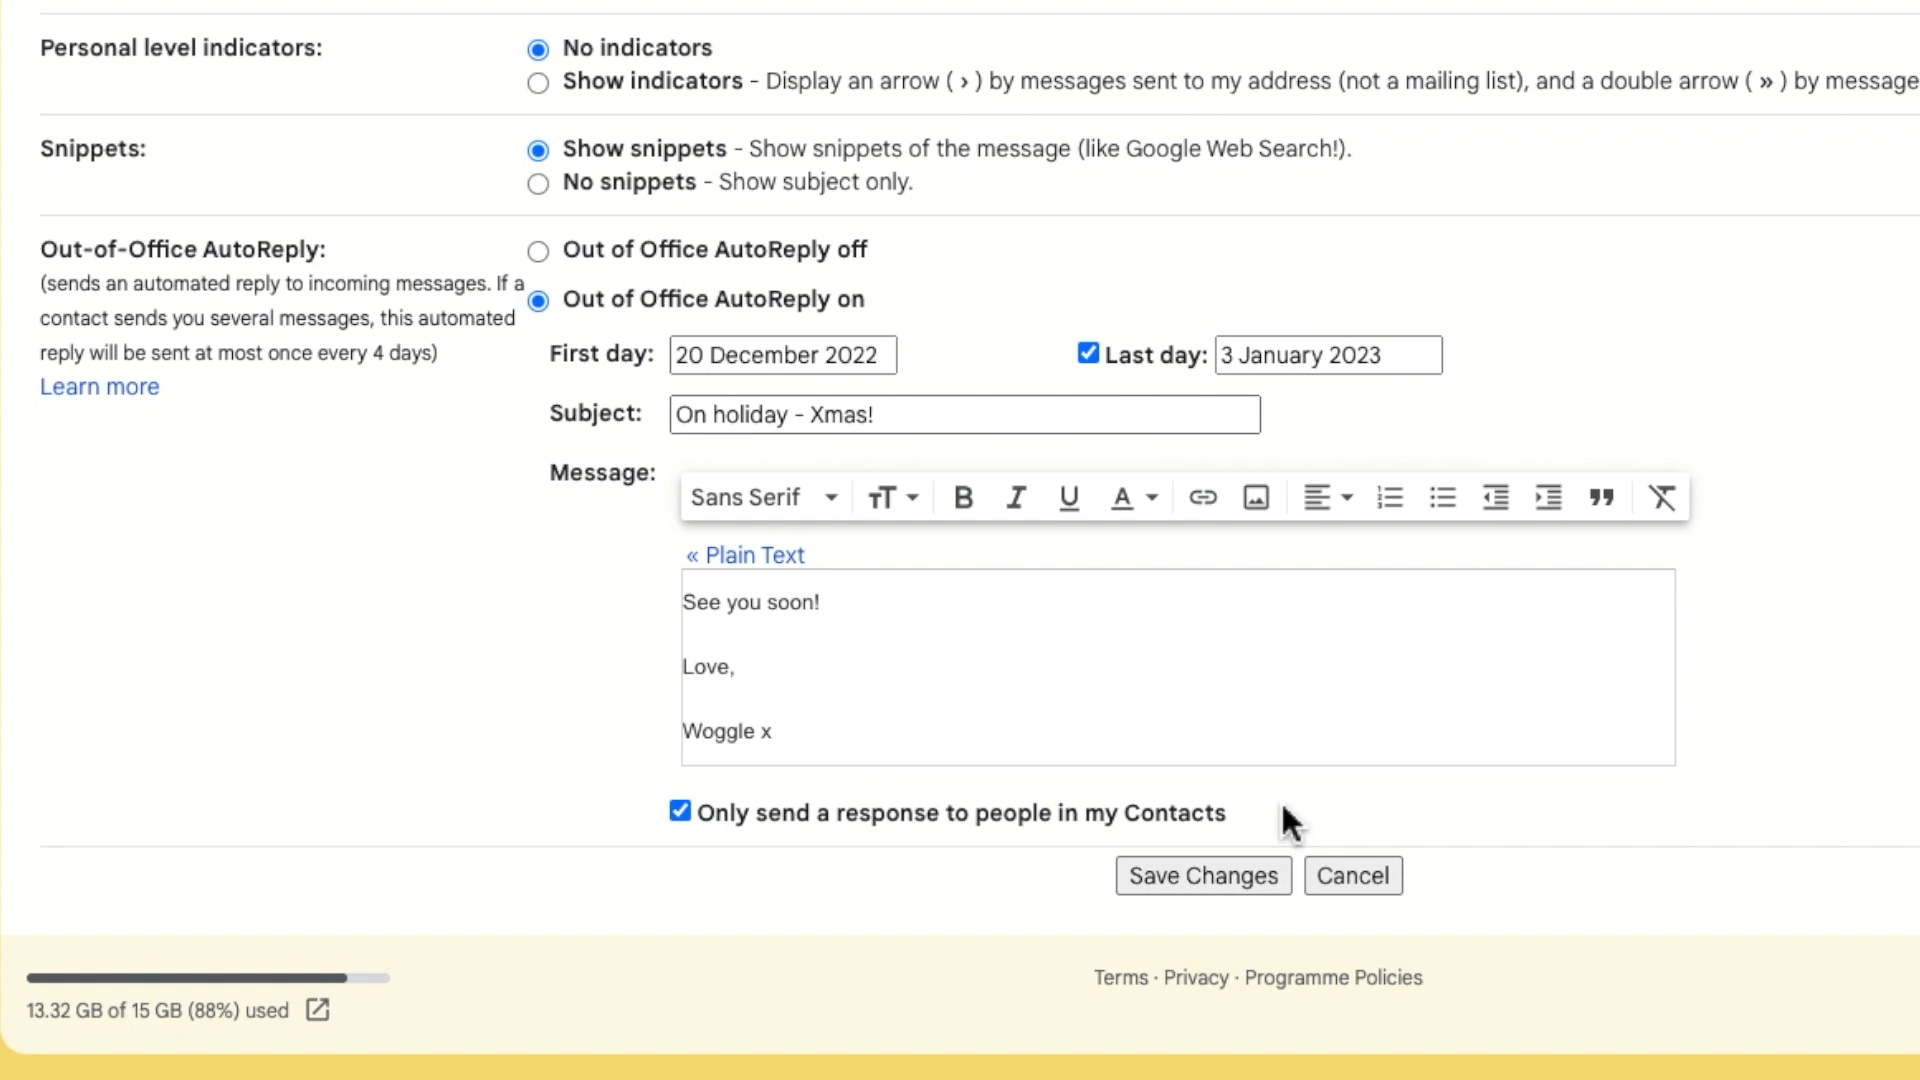 Personal level indicators:
No indicators
Show indicators - Display an arrow ( › ) by messages sent to my address (not a mailing list), and a double arrow ( » ) by message
Snippets:
Show snippets - Show snippets of the message (like Google Web Search!).
No snippets - Show subject only.
Out-of-Office AutoReply:
(sends an automated reply to incoming messages. If a
contact sends you several messages, this automated
reply will be sent at most once every 4 days)
Learn more
Out of Office AutoReply off
Out of Office AutoReply on
First day: 20 December 2022 Last day: 3 January 2023
Subject: On holiday - Xmas!
Message:
Sans Serif
« Plain Text
See you soon!
Love,
Woggle x
Only send a response to people in my Contacts
Save Changes Cancel
13.32 GB of 15 GB (88%) used
Terms · Privacy · Programme Policies